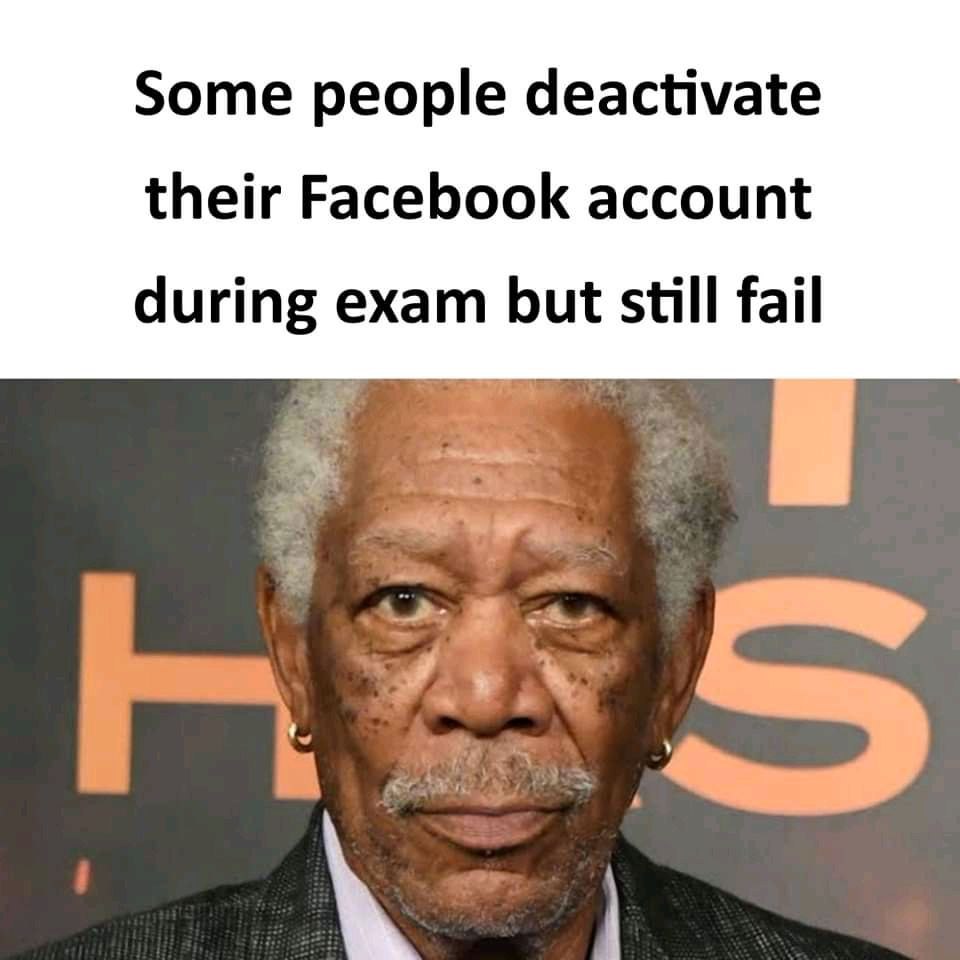 Some people deactivate
their Facebook account
during exam but still fail
H S